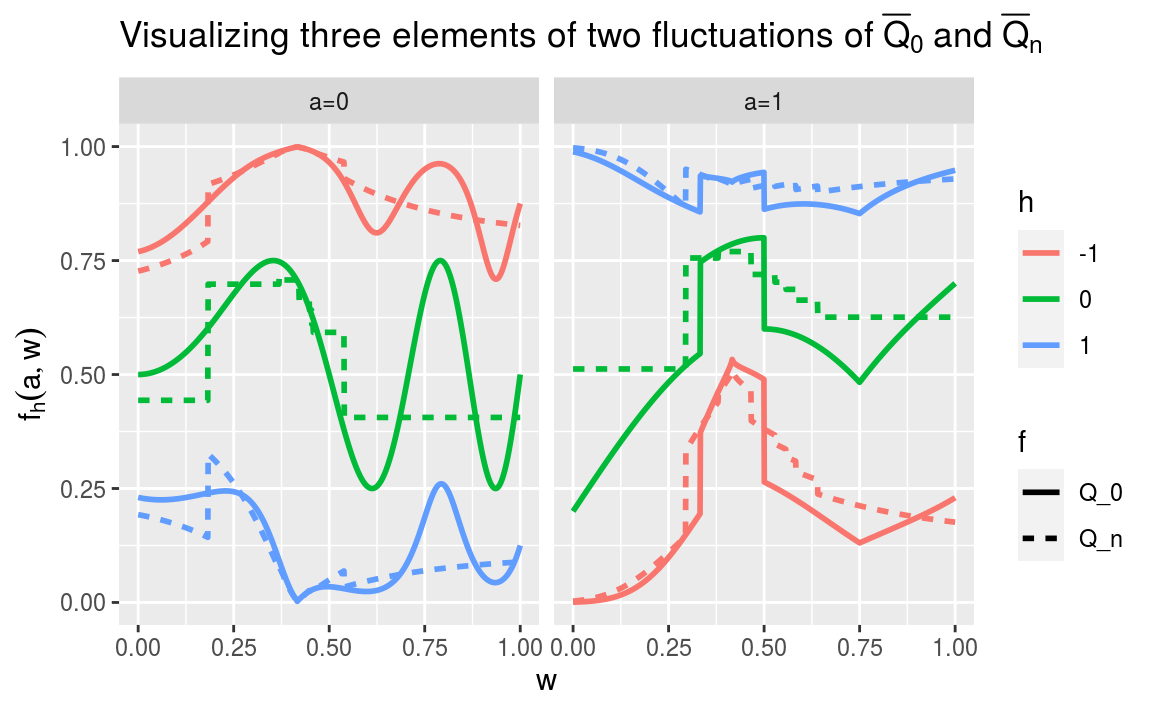 Visualizing three elements of two fluctuations of Q̅₀ and Q̅ₙ
a=0
a=1
1.00
0.75
0.50
0.25
0.00
fₕ(a, w)
0.00 0.25 0.50 0.75 1.00 0.00 0.25 0.50 0.75 1.00
w
h
-1
0
1
f
Q_0
Q_n